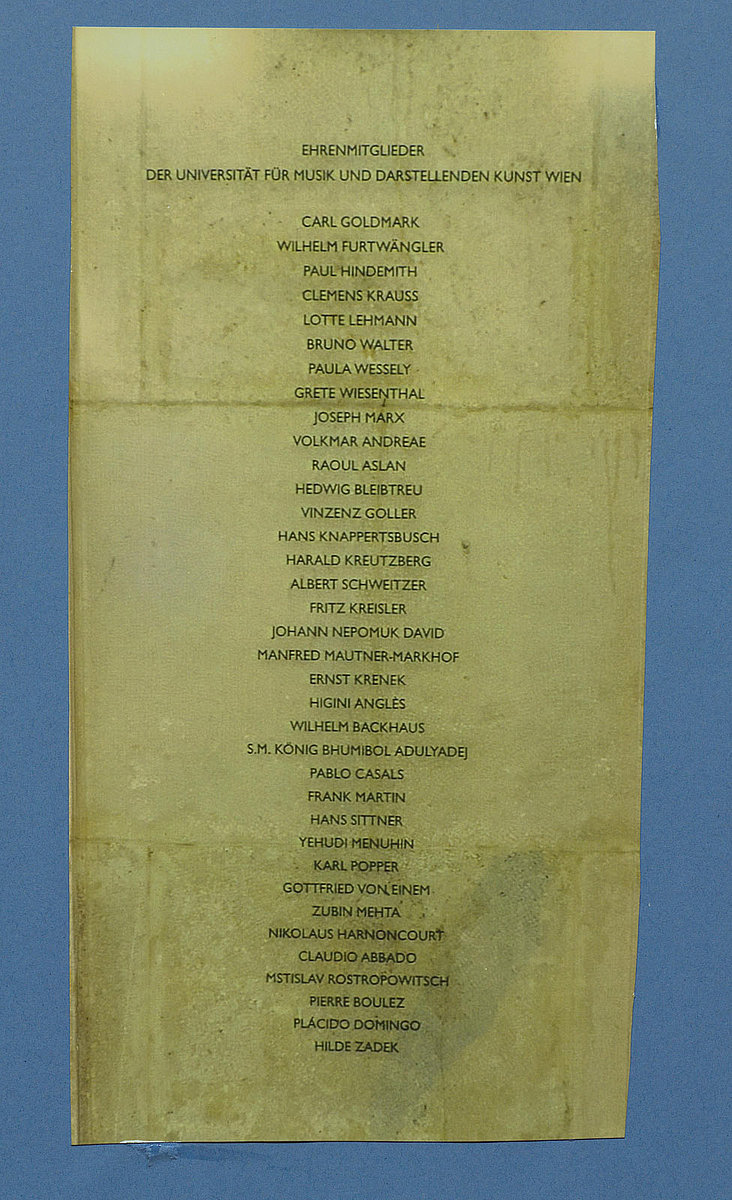 EHRENMITGLIEDER
DER UNIVERSITÄT FÜR MUSIK UND DARSTELLENDEN KUNST WIEN
CARL GOLDMARK
WILHELM FURTWÄNGLER
PAUL HINDEMITH
CLEMENS KRAUSS
LOTTE LEHMANN
BRUNO WALTER
PAULA WESSELY
GRETE WIESENTHAL
JOSEPH MARX
VOLKMAR ANDREAE
RAOUL ASLAN
HEDWIG BLEIBTREU
VINZENZ GOLLER
HANS KNAPPERTSBUSCH
HARALD KREUTZBERG
ALBERT SCHWEITZER
FRITZ KREISLER
JOHANN NEPOMUK DAVID
MANFRED MAUTNER-MARKHOF
ERNST KRENEK
HIGINI ANGLÈS
WILHELM BACKHAUS
S.M. KÖNIG BHUMIBOL ADULYADEJ
PABLO CASALS
FRANK MARTIN
HANS SITTNER
YEHUDI MENUHIN
KARL POPPER
GOTTFRIED VON EINEM
ZUBIN MEHTA
NIKOLAUS HARNONCOURT
CLAUDIO ABBADO
MSTISLAV ROSTROPOWITSCH
PIERRE BOULEZ
PLÁCIDO DOMINGO
HILDE ZADEK